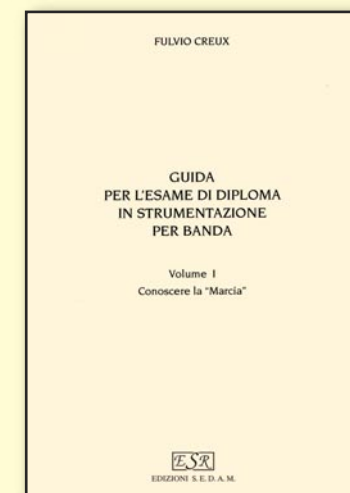 FULVIO CREUX
GUIDA
PER L'ESAME DI DIPLOMA
IN STRUMENTAZIONE
PER BANDA
Volume I
Conoscere la "Marcia"
ESR
EDIZIONI S.E.D.A.M.